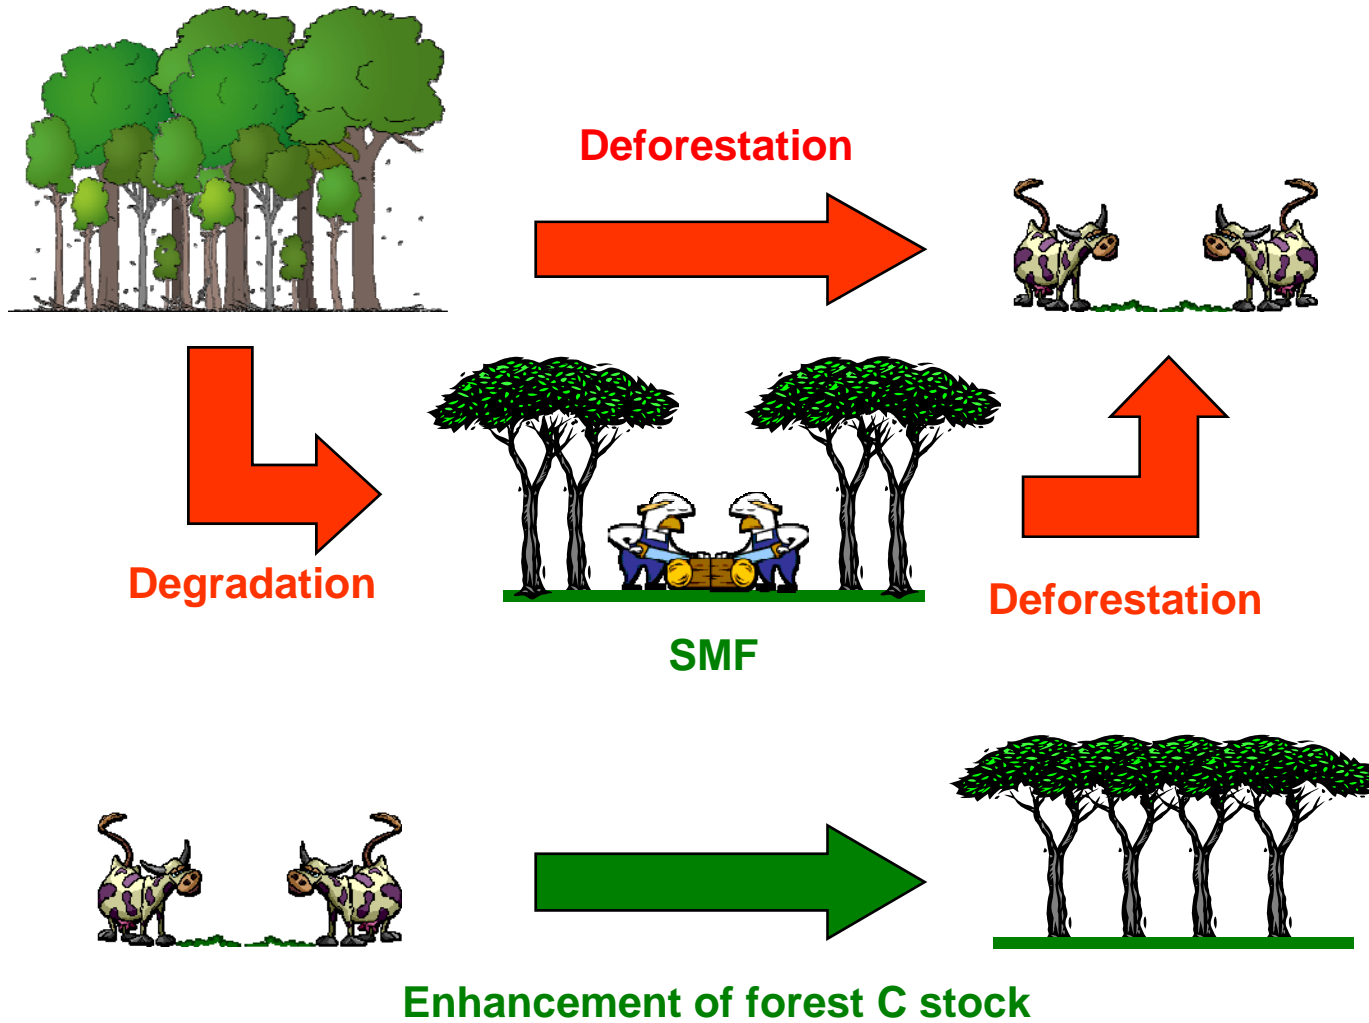 Deforestation
Degradation
Deforestation
SMF
Enhancement of forest C stock